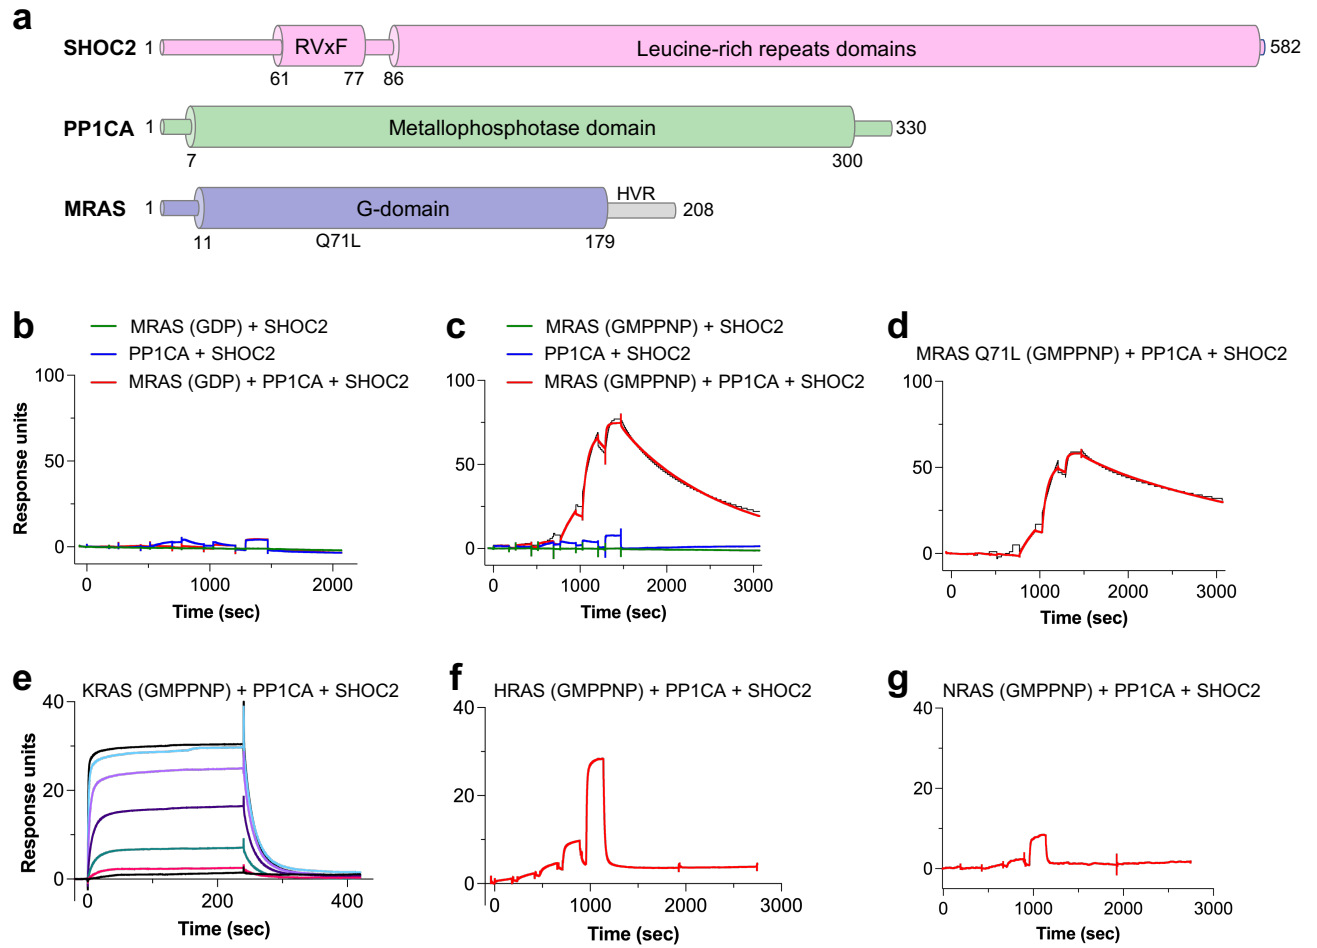 a
SHOC2 1 RVxF Leucine-rich repeats domains 582
61 77 86
PP1CA 1 Metallophosphotase domain 330
7 300
MRAS 1 G-domain HVR 208
11 Q71L 179
b
MRAS (GDP) + SHOC2
PP1CA + SHOC2
MRAS (GDP) + PP1CA + SHOC2
100
50
0
Response units
0 1000 2000
Time (sec)
c
MRAS (GMPPNP) + SHOC2
PP1CA + SHOC2
MRAS (GMPPNP) + PP1CA + SHOC2
100
50
0
0 1000 2000 3000
Time (sec)
d
MRAS Q71L (GMPPNP) + PP1CA + SHOC2
100
50
0
0 1000 2000 3000
Time (sec)
e
KRAS (GMPPNP) + PP1CA + SHOC2
40
20
0
Response units
0 200 400
Time (sec)
f
HRAS (GMPPNP) + PP1CA + SHOC2
40
20
0
0 1000 2000 3000
Time (sec)
g
NRAS (GMPPNP) + PP1CA + SHOC2
40
20
0
0 1000 2000 3000
Time (sec)